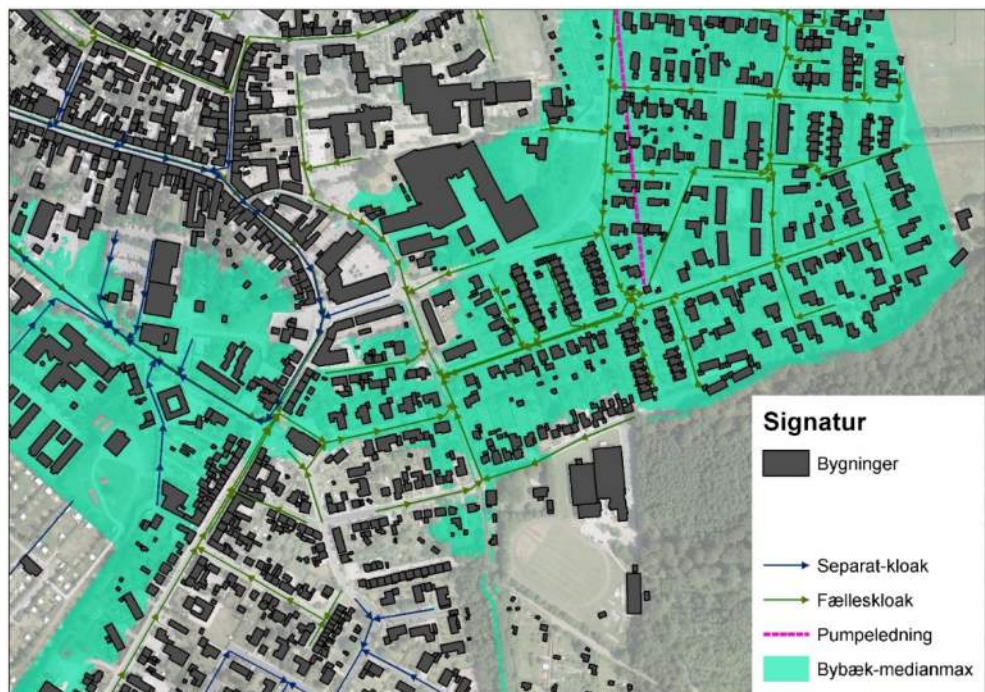 Signatur
Bygninger
Separat-kloak
Fælleskloak
Pumpeledning
Bybæk-medianmax